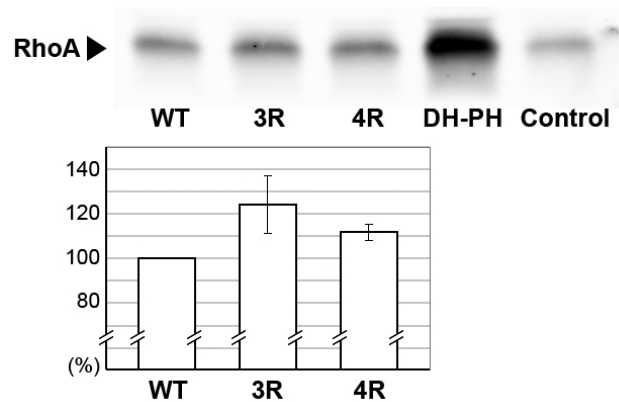 RhoA
WT 3R 4R DH-PH Control
140
120
100
80
(%)
WT 3R 4R